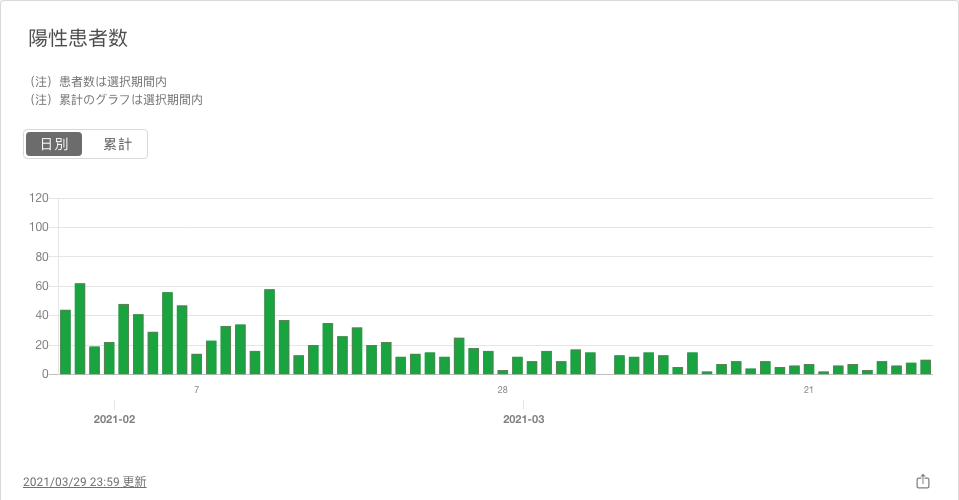 陽性患者数
（注）患者数は選択期間内
（注）累計のグラフは選択期間内
日別 累計
120
100
80
60
40
20
0
7 28 21
2021-02 2021-03
2021/03/29 23:59 更新